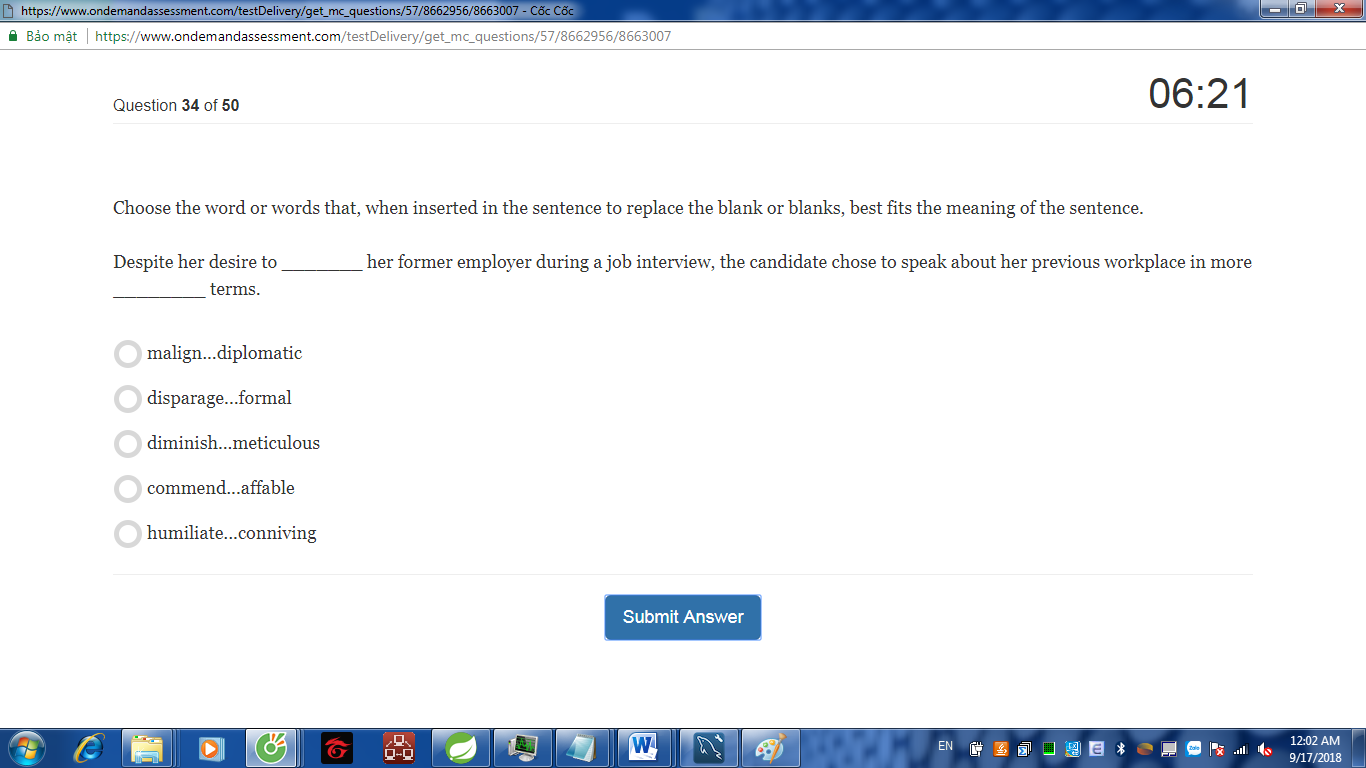 https://www.ondemandassessment.com/testDelivery/get_mc_questions/57/8662956/8663007 - Cốc Cốc
Bảo mật https://www.ondemandassessment.com/testDelivery/get_mc_questions/57/8662956/8663007
Question 34 of 50
06:21
Choose the word or words that, when inserted in the sentence to replace the blank or blanks, best fits the meaning of the sentence.
Despite her desire to ________ her former employer during a job interview, the candidate chose to speak about her previous workplace in more
_________ terms.
malign...diplomatic
disparage...formal
diminish...meticulous
commend...affable
humiliate...conniving
Submit Answer
EN
12:02 AM
9/17/2018